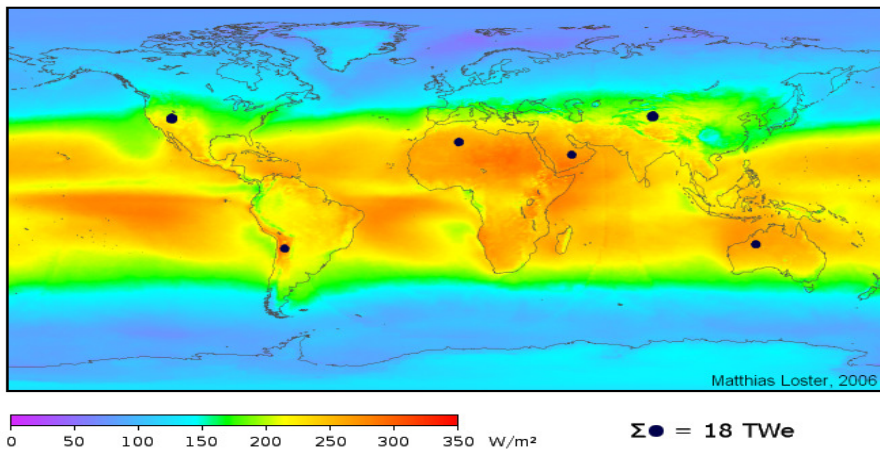 Matthias Loster, 2006
0 50 100 150 200 250 300 350 W/m²
Σ● = 18 TWe